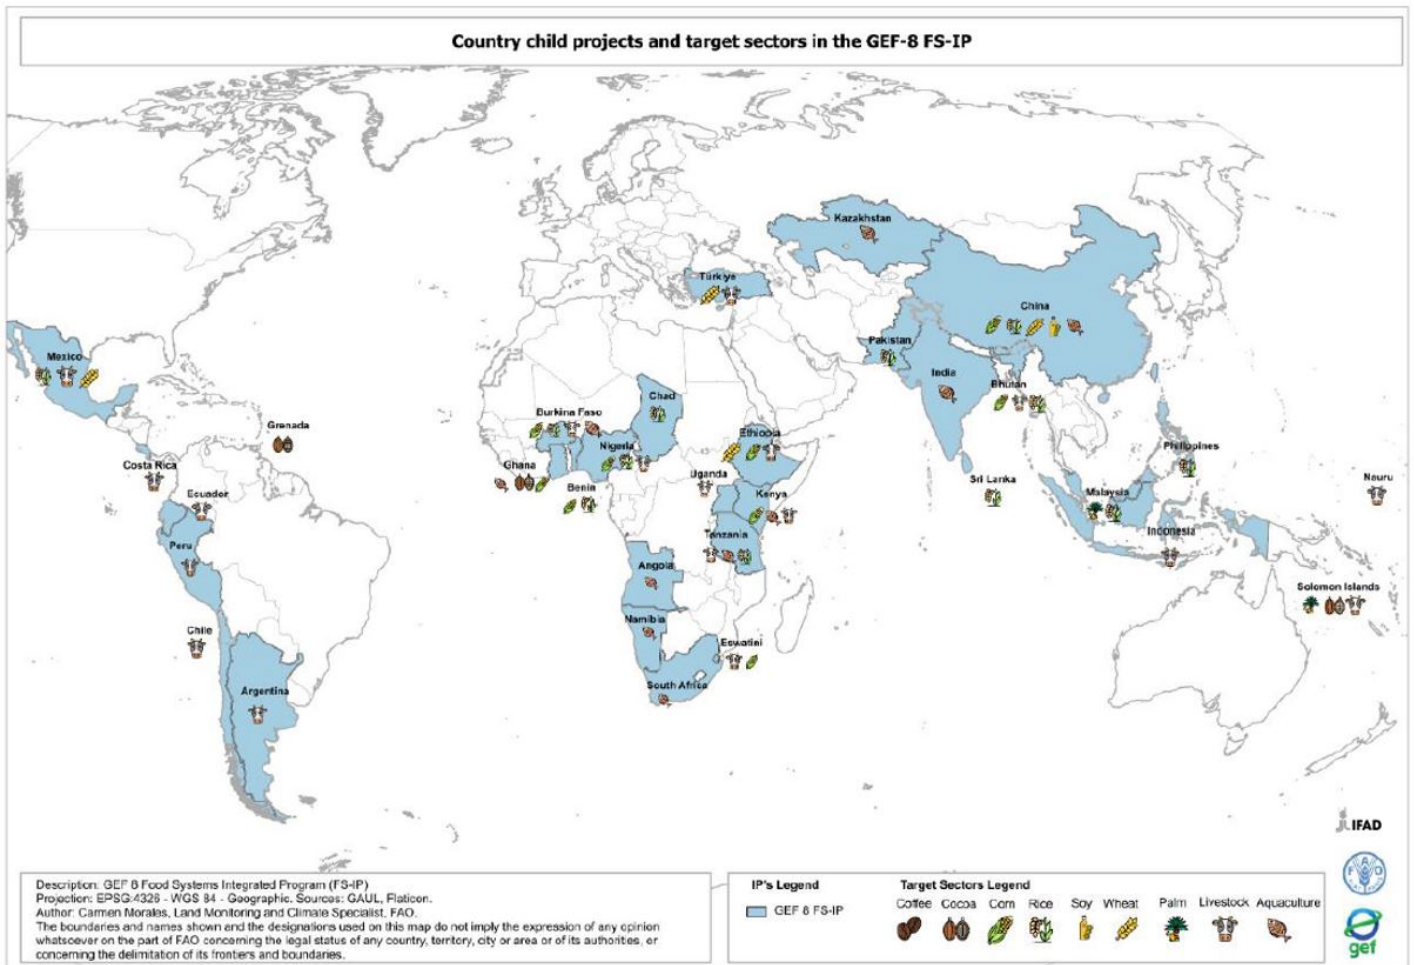 Country child projects and target sectors in the GEF-8 FS-IP
Kazakhstan
Türkiye
China
Pakistan
Mexico
India
Bhutan
Chad
Burkina Faso
Grenada
Ethiopia
Nigeria
Philippines
Costa Rica
Ghana
Uganda
Sri Lanka
Nauru
Benin
Ecuador
Kenya
Malaysia
Tanzania
Indonesia
Peru
Angola
Solomon Islands
Namibia
Chile
Eswatini
South Africa
Argentina
IFAD
Description: GEF 8 Food Systems Integrated Program (FS-IP)
Projection: EPSG:4326 - WGS 84 - Geographic. Sources: GAUL, Flaticon.
Author: Carmen Morales, Land Monitoring and Climate Specialist, FAO.
The boundaries and names shown and the designations used on this map do not imply the expression of any opinion
whatsoever on the part of FAO concerning the legal status of any country, territory, city or area or of its authorities, or
concerning the delimitation of its frontiers and boundaries.
IP's Legend
GEF 8 FS-IP
Target Sectors Legend
Coffee Cocoa Corn Rice Soy Wheat Palm Livestock Aquaculture
gef